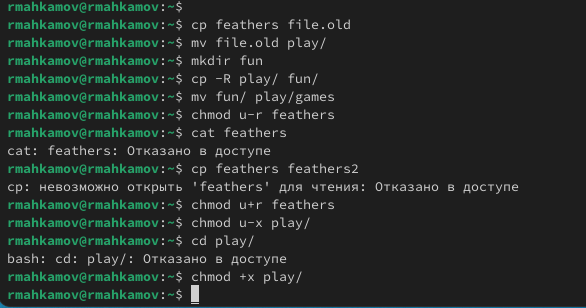 rmahkamov@rmahkamov:~$
rmahkamov@rmahkamov:~$ cp feathers file.old
rmahkamov@rmahkamov:~$ mv file.old play/
rmahkamov@rmahkamov:~$ mkdir fun
rmahkamov@rmahkamov:~$ cp -R play/ fun/
rmahkamov@rmahkamov:~$ mv fun/ play/games
rmahkamov@rmahkamov:~$ chmod u-r feathers
rmahkamov@rmahkamov:~$ cat feathers
cat: feathers: Отказано в доступе
rmahkamov@rmahkamov:~$ cp feathers feathers2
cp: невозможно открыть 'feathers' для чтения: Отказано в доступе
rmahkamov@rmahkamov:~$ chmod u+r feathers
rmahkamov@rmahkamov:~$ chmod u-x play/
rmahkamov@rmahkamov:~$ cd play/
bash: cd: play/: Отказано в доступе
rmahkamov@rmahkamov:~$ chmod +x play/
rmahkamov@rmahkamov:~$